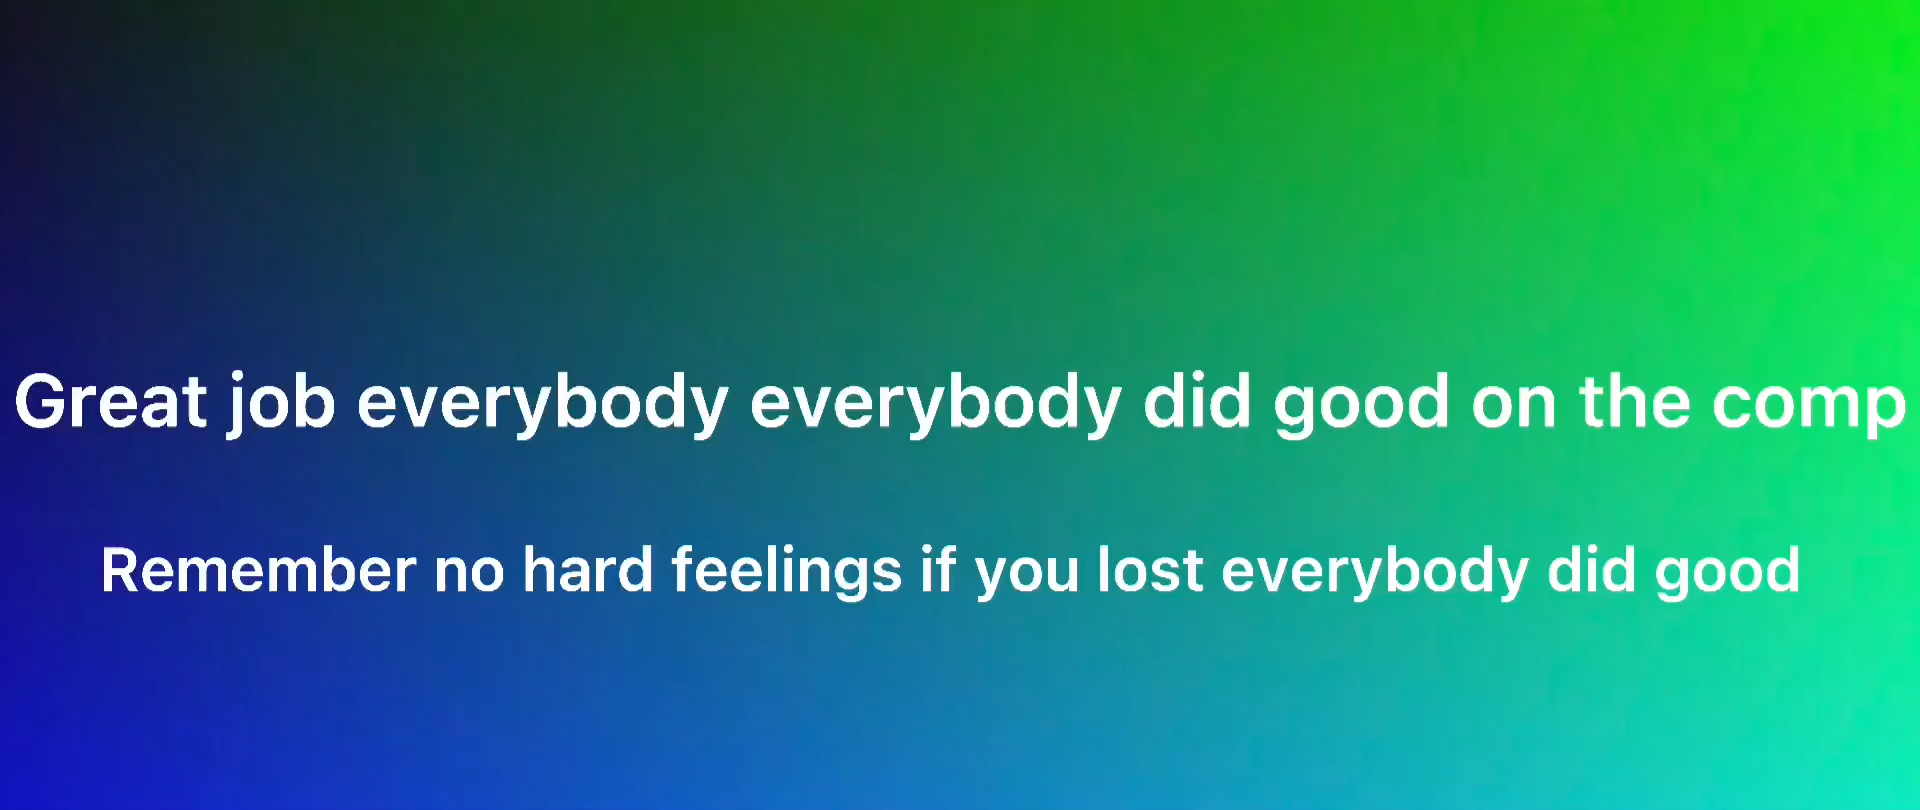 Great job everybody everybody did good on the comp
Remember no hard feelings if you lost everybody did good